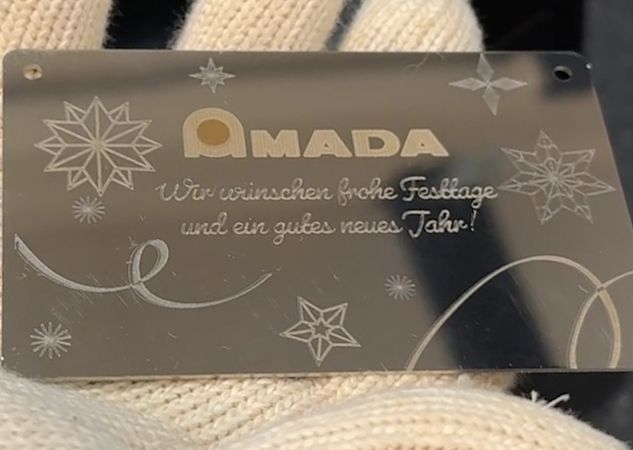 AMADA
Wir wünschen frohe Festtage
und ein gutes neues Jahr!